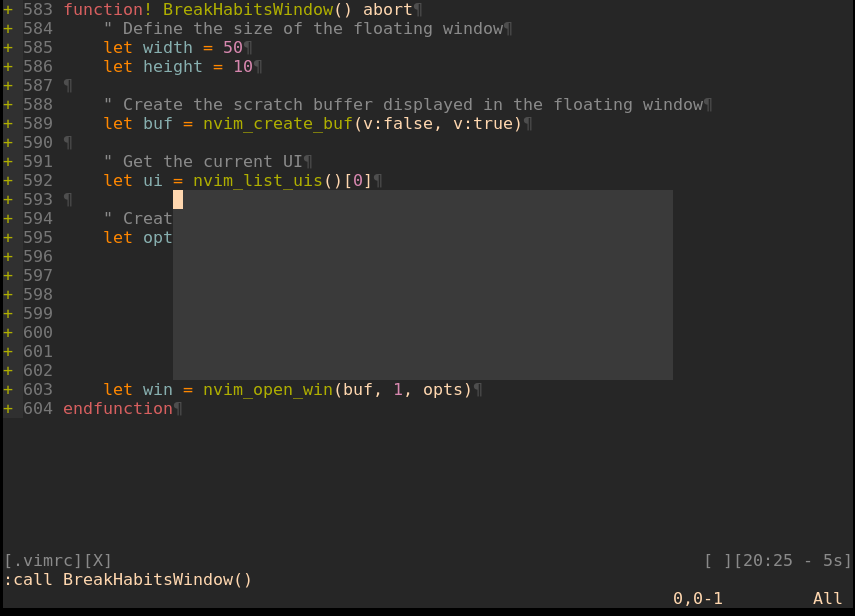 + 583 function! BreakHabitsWindow() abort¶
+ 584     " Define the size of the floating window¶
+ 585     let width = 50¶
+ 586     let height = 10¶
+ 587 ¶
+ 588     " Create the scratch buffer displayed in the floating window¶
+ 589     let buf = nvim_create_buf(v:false, v:true)¶
+ 590 ¶
+ 591     " Get the current UI¶
+ 592     let ui = nvim_list_uis()[0]¶
+ 593 ¶
+ 594     " Creat
+ 595     let opt
+ 596
+ 597
+ 598
+ 599
+ 600
+ 601
+ 602
+ 603     let win = nvim_open_win(buf, 1, opts)¶
+ 604 endfunction¶
[.vimrc][X] [ ][20:25 - 5s]
:call BreakHabitsWindow()
0,0-1 All